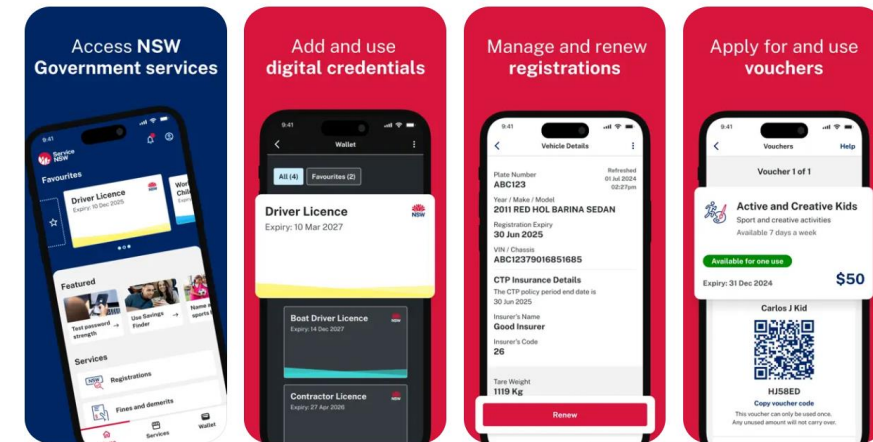 Access NSW
Government services
9:41
Service
NSW
Favourites
Driver Licence
Expiry: 10 Dec 2025
Featured
Test password
strength
Use Savings
Finder
Services
NSW
Registrations
Fines and demerits
Services
Wallet
Add and use
digital credentials
9:41
Wallet
All (4)
Favourites (2)
Driver Licence
NSW
Expiry: 10 Mar 2027
Boat Driver Licence
Expiry: 14 Dec 2027
Contractor Licence
Expiry: 27 Apr 2026
Manage and renew
registrations
9:41
Vehicle Details
Plate Number
ABC123
Refreshed
01 Jul 2024
02:27pm
Year / Make / Model
2011 RED HOL BARINA SEDAN
Registration Expiry
30 Jun 2025
VIN / Chassis
ABC12379016851685
CTP Insurance Details
The CTP policy period end date is
30 Jun 2025
Insurer's Name
Good Insurer
Insurer's Code
26
Tare Weight
1119 Kg
Renew
Apply for and use
vouchers
9:41
Vouchers
Help
Voucher 1 of 1
Active and Creative Kids
Sport and creative activities
Available 7 days a week
Available for one use
Expiry: 31 Dec 2024
$50
Carlos J Kid
HJ58ED
Copy voucher code
This voucher can only be used once.
Any unused amount will not carry over.